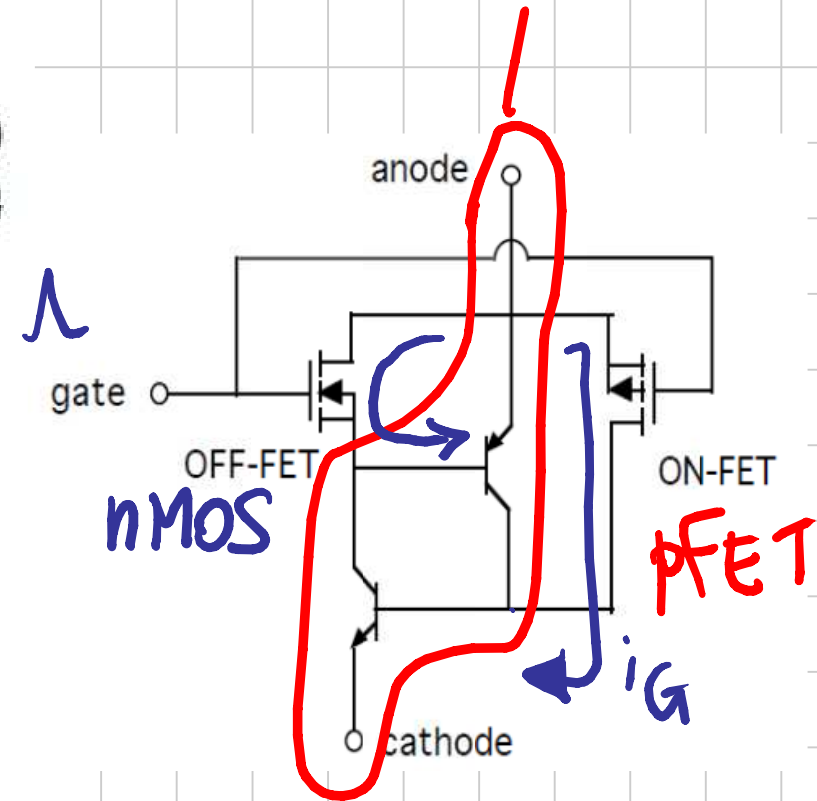 anode
gate
OFF-FET
ON-FET
nMOS
pFET
iG
cathode